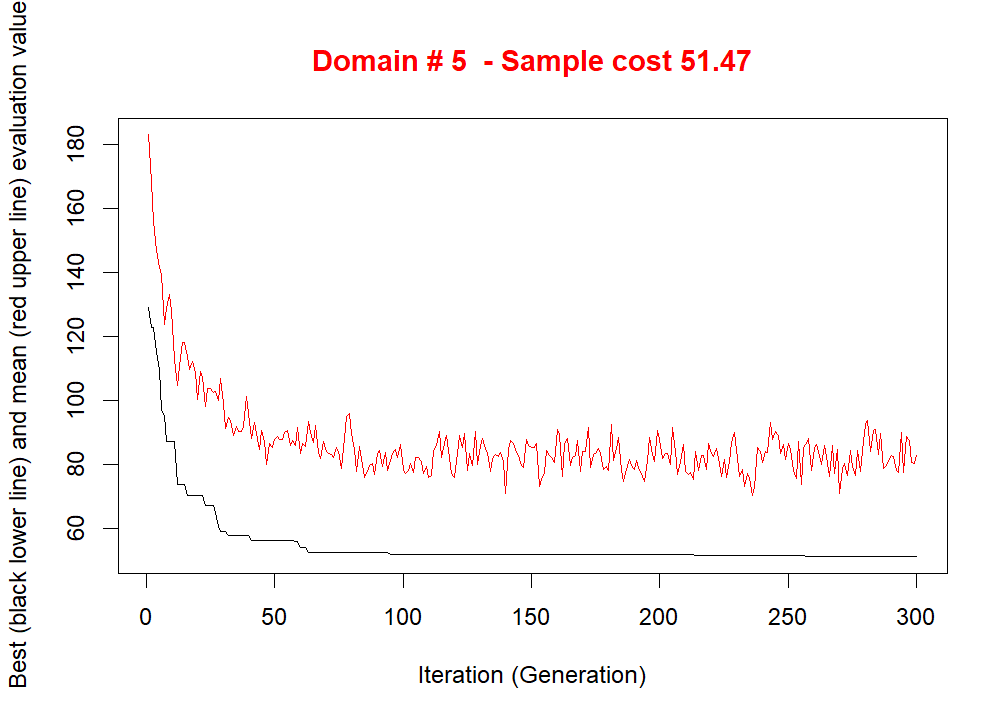 Domain # 5 - Sample cost 51.47
Best (black lower line) and mean (red upper line) evaluation value
180
160
140
120
100
80
60
0 50 100 150 200 250 300
Iteration (Generation)